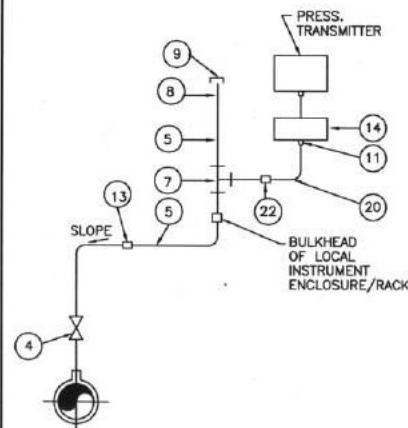 PRESS.
TRANSMITTER
9
8
14
5
11
7
13
22
20
SLOPE
5
BULKHEAD
OF LOCAL
INSTRUMENT
ENCLOSURE/RACK
4